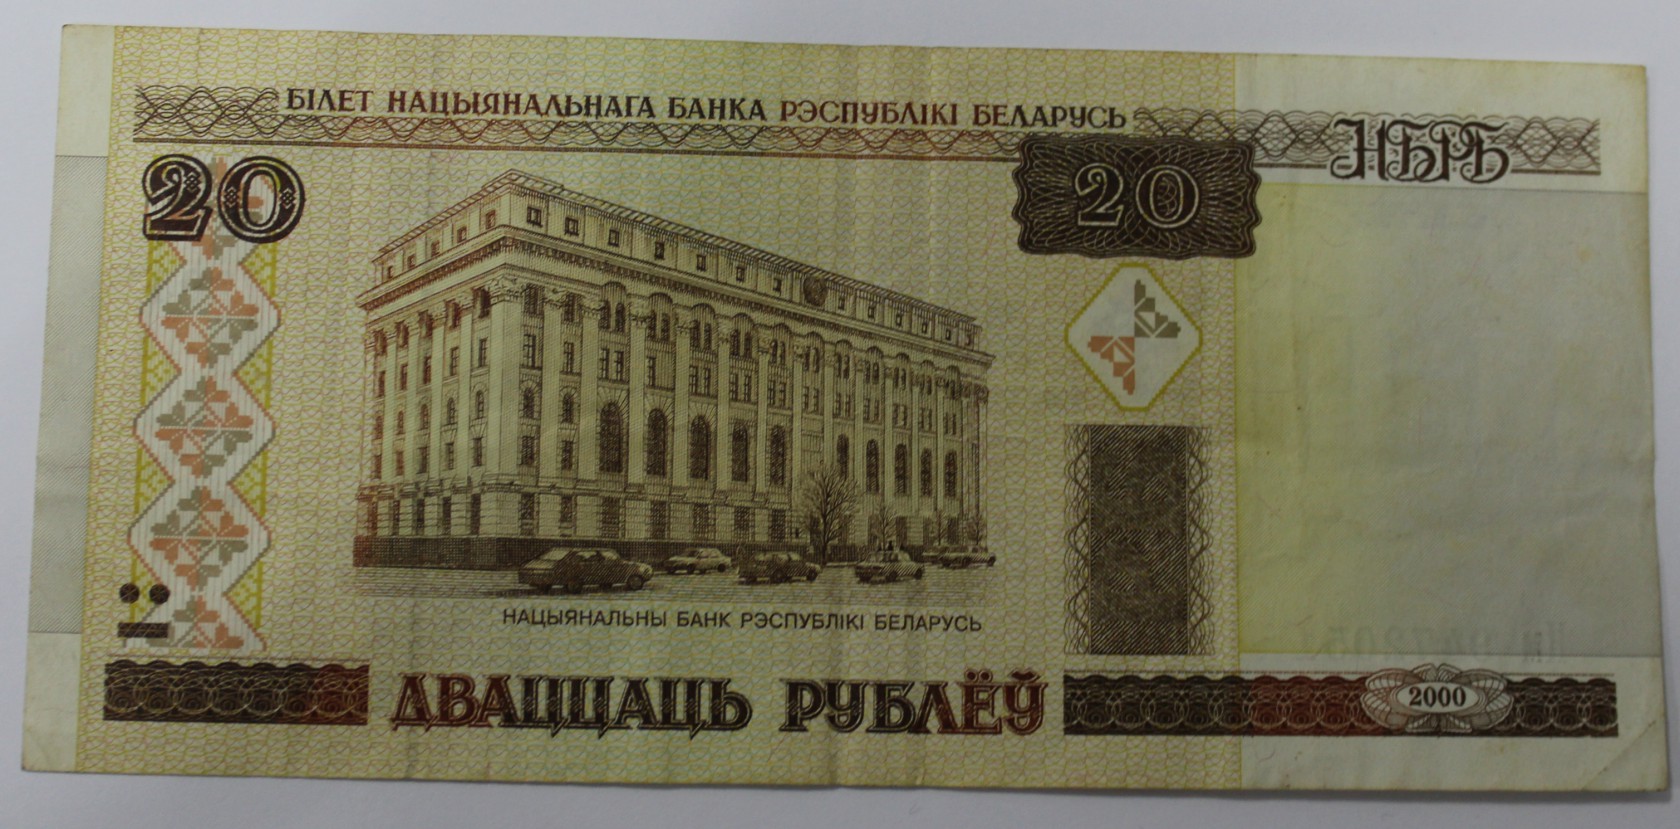 БІЛЕТ НАЦЫЯНАЛЬНАГА БАНКА РЭСПУБЛІКІ БЕЛАРУСЬ
НБРБ
20
20
НАЦЫЯНАЛЬНЫ БАНК РЭСПУБЛІКІ БЕЛАРУСЬ
ДВАЦЦАЦЬ РУБЛЁЎ
2000